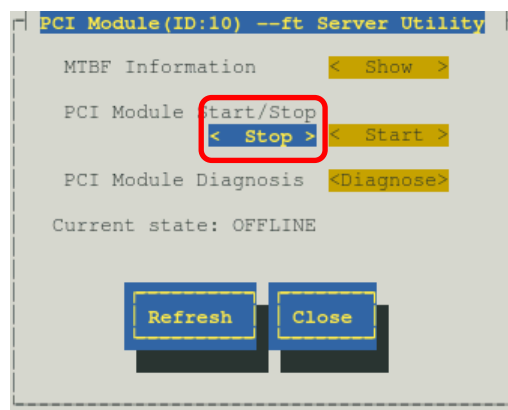 PCI Module(ID:10) --ft Server Utility
MTBF Information < Show >
PCI Module Start/Stop
< Stop > < Start >
PCI Module Diagnosis <Diagnose>
Current state: OFFLINE
Refresh Close